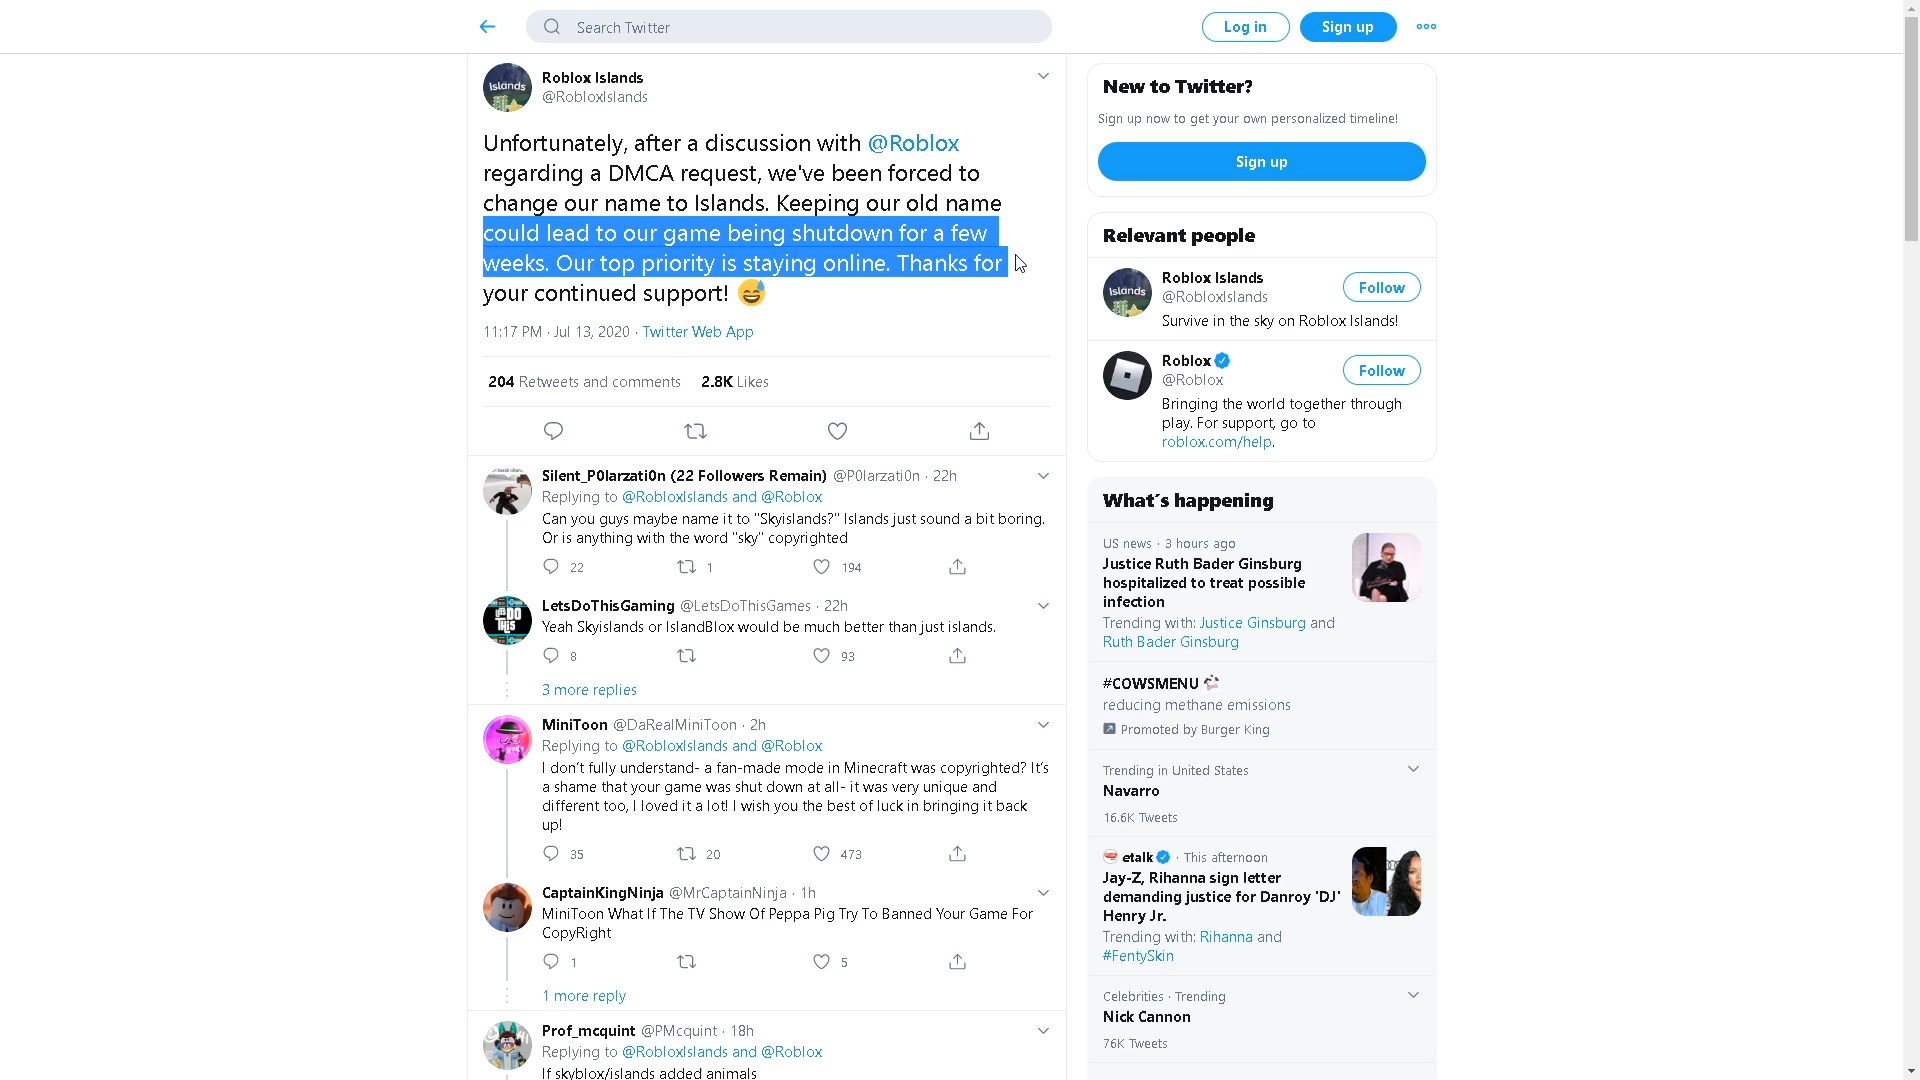 Search Twitter
Log in
Sign up
Roblox Islands
@RobloxIslands
Unfortunately, after a discussion with @Roblox
regarding a DMCA request, we've been forced to
change our name to Islands. Keeping our old name
could lead to our game being shutdown for a few
weeks. Our top priority is staying online. Thanks for
your continued support! 😅
11:17 PM · Jul 13, 2020 · Twitter Web App
204 Retweets and comments 2.8K Likes
Silent_P0larzati0n (22 Followers Remain) @P0larzati0n · 22h
Replying to @RobloxIslands and @Roblox
Can you guys maybe name it to "Skyislands?" Islands just sound a bit boring.
Or is anything with the word "sky" copyrighted
22 1 194
LetsDoThisGaming @LetsDoThisGames · 22h
Yeah Skyislands or IslandBlox would be much better than just islands.
8 93
3 more replies
MiniToon @DaRealMiniToon · 2h
Replying to @RobloxIslands and @Roblox
I don't fully understand- a fan-made mode in Minecraft was copyrighted? It's
a shame that your game was shut down at all- it was very unique and
different too, I loved it a lot! I wish you the best of luck in bringing it back
up!
35 20 473
CaptainKingNinja @MrCaptainNinja · 1h
MiniToon What If The TV Show Of Peppa Pig Try To Banned Your Game For
CopyRight
1 5
1 more reply
Prof_mcquint @PMcquint · 18h
Replying to @RobloxIslands and @Roblox
If skyblox/islands added animals
New to Twitter?
Sign up now to get your own personalized timeline!
Sign up
Relevant people
Roblox Islands
@RobloxIslands
Follow
Survive in the sky on Roblox Islands!
Roblox
@Roblox
Follow
Bringing the world together through
play. For support, go to
roblox.com/help.
What's happening
US news · 3 hours ago
Justice Ruth Bader Ginsburg
hospitalized to treat possible
infection
Trending with: Justice Ginsburg and
Ruth Bader Ginsburg
#COWSMENU
reducing methane emissions
Promoted by Burger King
Trending in United States
Navarro
16.6K Tweets
etalk · This afternoon
Jay-Z, Rihanna sign letter
demanding justice for Danroy 'DJ'
Henry Jr.
Trending with: Rihanna and
#FentySkin
Celebrities · Trending
Nick Cannon
76K Tweets